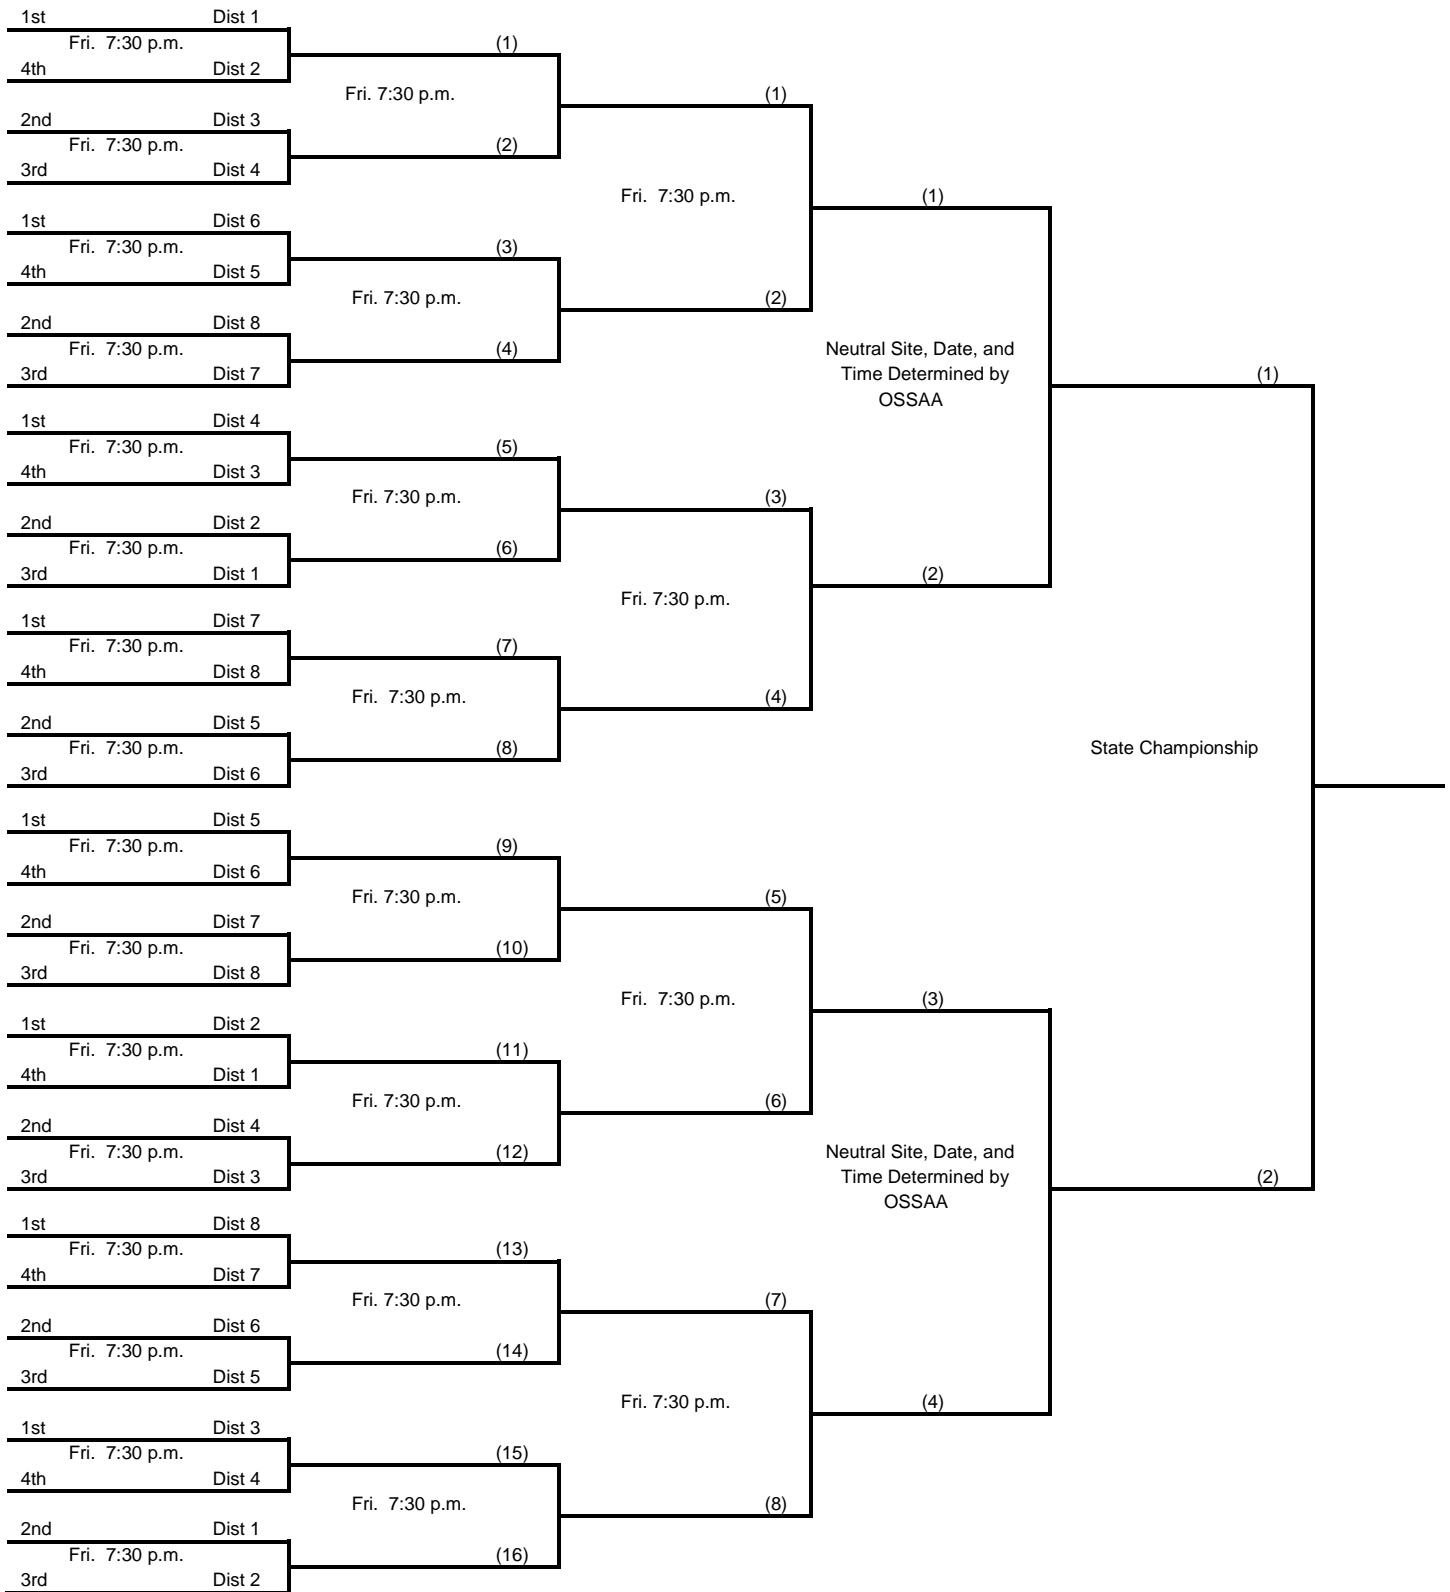 1st Dist 1
Fri. 7:30 p.m. (1)
4th Dist 2
Fri. 7:30 p.m. (1)
2nd Dist 3
Fri. 7:30 p.m. (2)
3rd Dist 4
Fri. 7:30 p.m. (1)
1st Dist 6
Fri. 7:30 p.m. (3)
4th Dist 5
Fri. 7:30 p.m. (2)
2nd Dist 8
Fri. 7:30 p.m. (4) Neutral Site, Date, and
3rd Dist 7 Time Determined by (1)
OSSAA
1st Dist 4
Fri. 7:30 p.m. (5)
4th Dist 3
Fri. 7:30 p.m. (3)
2nd Dist 2
Fri. 7:30 p.m. (6)
3rd Dist 1 (2)
Fri. 7:30 p.m.
1st Dist 7
Fri. 7:30 p.m. (7)
4th Dist 8
Fri. 7:30 p.m. (4)
2nd Dist 5
Fri. 7:30 p.m. (8) State Championship
3rd Dist 6
1st Dist 5
Fri. 7:30 p.m. (9)
4th Dist 6
Fri. 7:30 p.m. (5)
2nd Dist 7
Fri. 7:30 p.m. (10)
3rd Dist 8
Fri. 7:30 p.m. (3)
1st Dist 2
Fri. 7:30 p.m. (11)
4th Dist 1
Fri. 7:30 p.m. (6)
2nd Dist 4
Fri. 7:30 p.m. (12) Neutral Site, Date, and
3rd Dist 3 Time Determined by (2)
OSSAA
1st Dist 8
Fri. 7:30 p.m. (13)
4th Dist 7
Fri. 7:30 p.m. (7)
2nd Dist 6
Fri. 7:30 p.m. (14)
3rd Dist 5
Fri. 7:30 p.m. (4)
1st Dist 3
Fri. 7:30 p.m. (15)
4th Dist 4
Fri. 7:30 p.m. (8)
2nd Dist 1
Fri. 7:30 p.m. (16)
3rd Dist 2